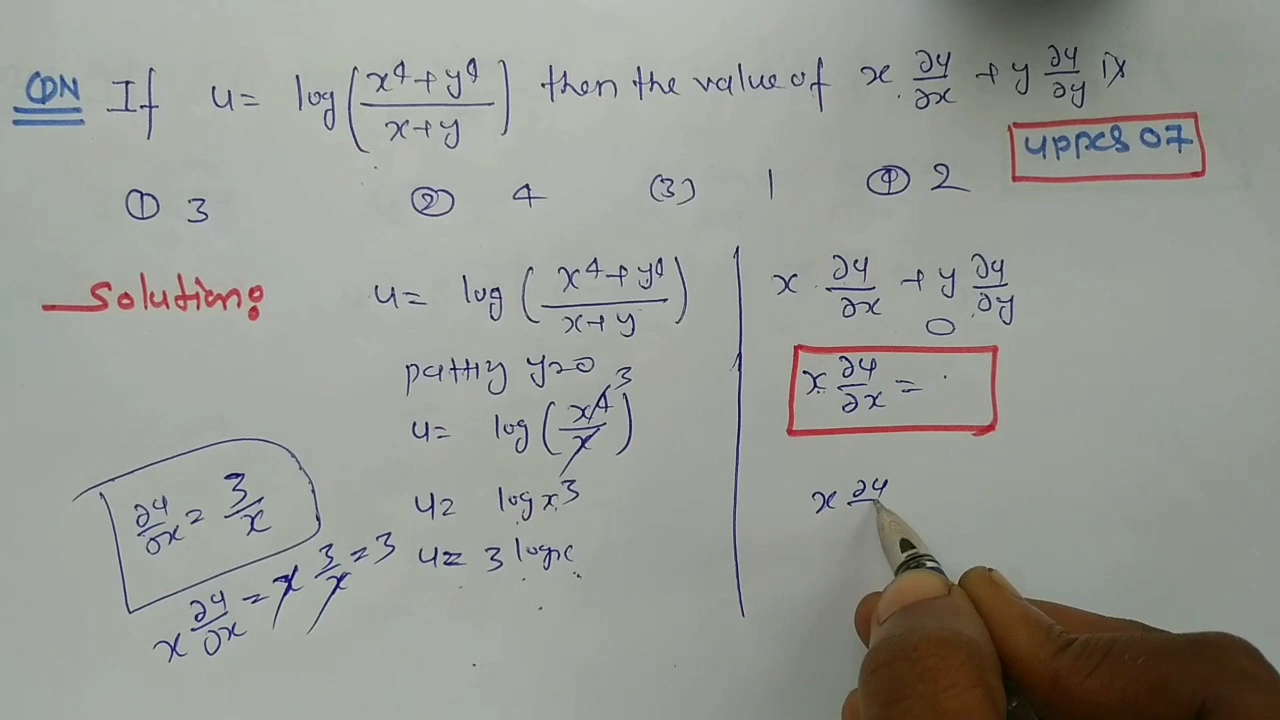 QN If u = log(x⁴+y⁴/x+y) then the value of x ∂u/∂x + y ∂u/∂y is
UPPCS 07
① 3 ② 4 (3) 1 ④ 2
Solution:
u = log(x⁴+y⁴/x+y)
putting y=0
u = log(x⁴/x) 3
u = log x³
u = 3 log x
∂u/∂x = 3/x
x ∂u/∂x = x 3/x = 3
x . ∂u/∂x + y ∂u/∂y
0
x ∂u/∂x =
x ∂u